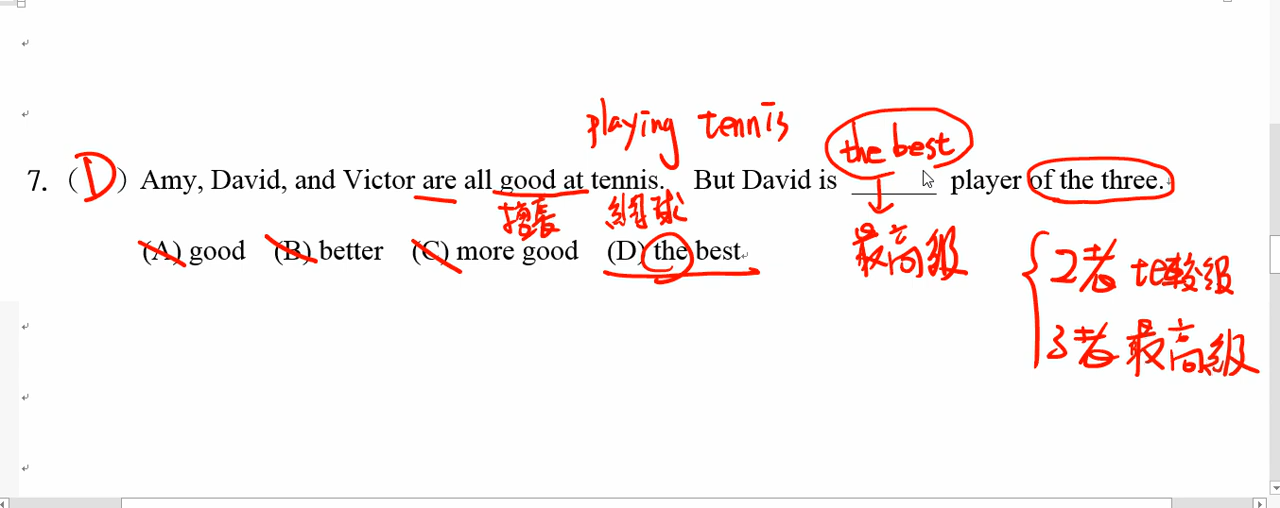 playing tennis
the best
7. (D) Amy, David, and Victor are all good at tennis. But David is ________ player of the three.
擅長 網球
最高級
(A) good (B) better (C) more good (D) the best
2者 比較級
3者 最高級